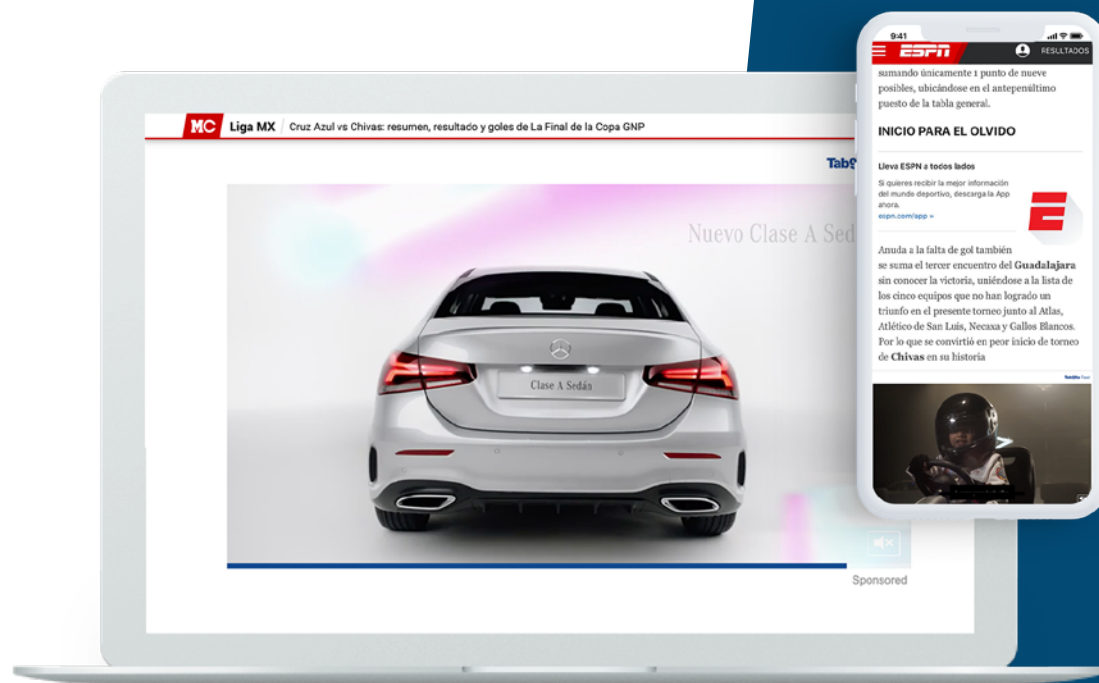 MC Liga MX / Cruz Azul vs Chivas: resumen, resultado y goles de La Final de la Copa GNP
Nuevo Clase A Sed
Clase A Sedán
Sponsored
9:41
ESPN RESULTADOS
sumando únicamente 1 punto de nueve
posibles, ubicándose en el antepenúltimo
puesto de la tabla general.
INICIO PARA EL OLVIDO
Lleva ESPN a todos lados
Si quieres recibir la mejor información
del mundo deportivo, descarga la App
ahora.
espn.com/app »
Anuda a la falta de gol también
se suma el tercer encuentro del Guadalajara
sin conocer la victoria, uniéndose a la lista de
los cinco equipos que no han logrado un
triunfo en el presente torneo junto al Atlas,
Atlético de San Luis, Necaxa y Gallos Blancos.
Por lo que se convirtió en peor inicio de torneo
de Chivas en su historia